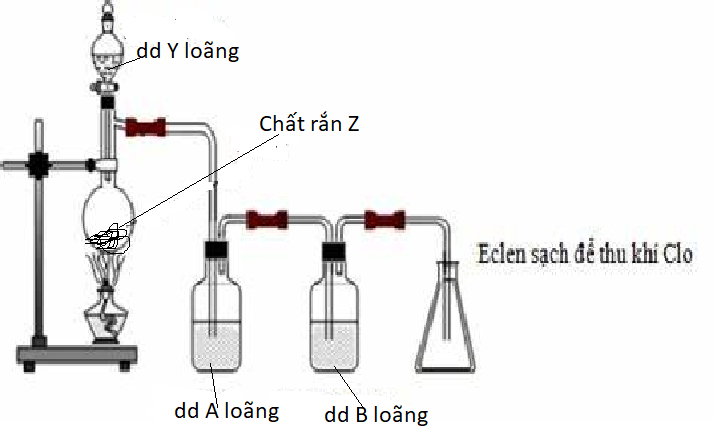 dd Y loãng
Chất rắn Z
Eclen sạch để thu khí Clo
dd A loãng
dd B loãng